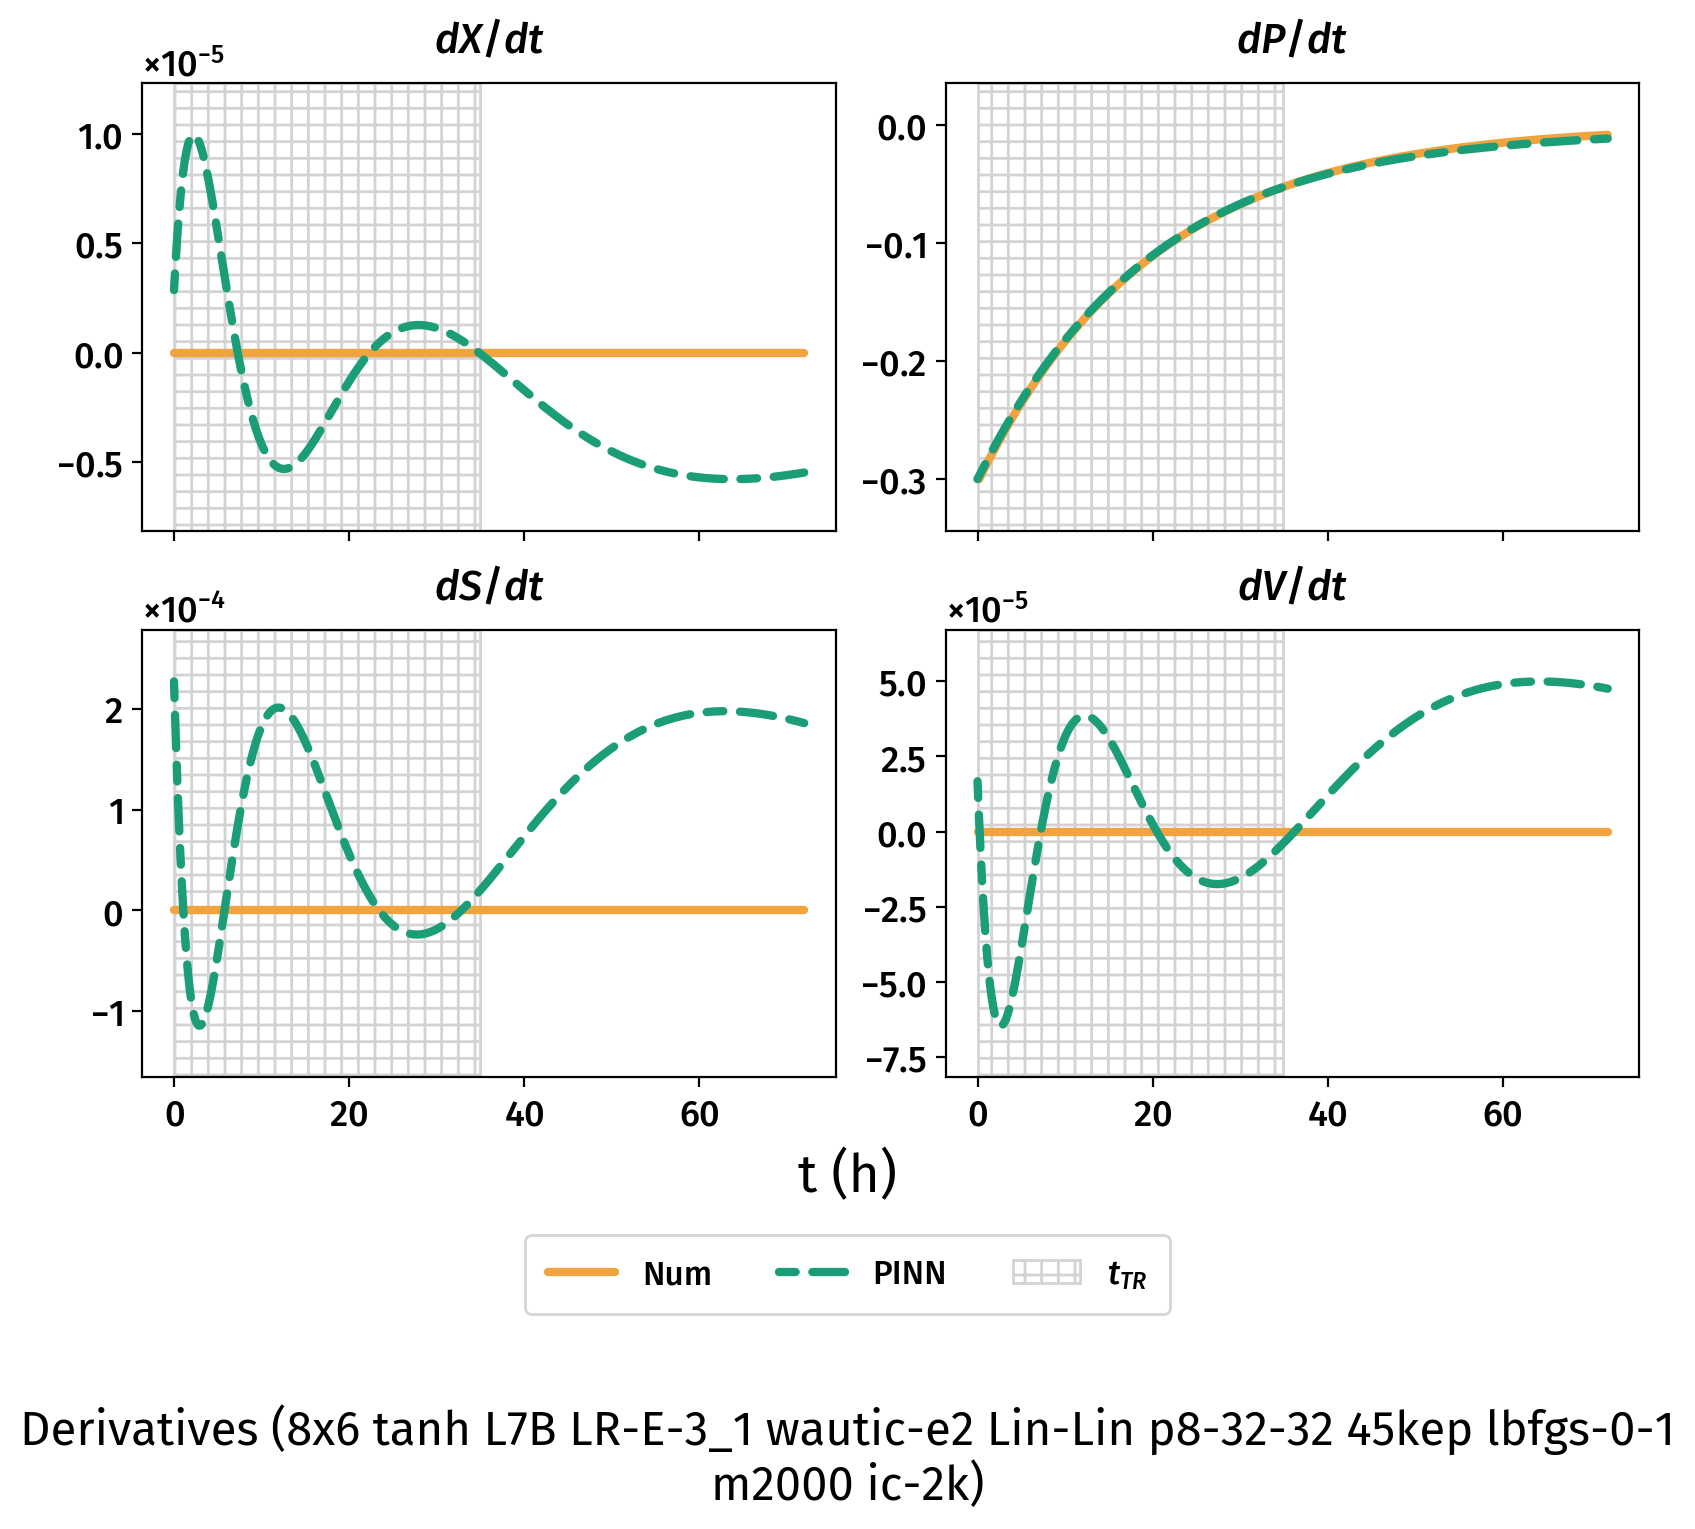 dX/dt
dP/dt
×10⁻⁵
1.0
0.5
0.0
−0.5
0.0
−0.1
−0.2
−0.3
dS/dt
dV/dt
×10⁻⁴
×10⁻⁵
2
1
0
−1
5.0
2.5
0.0
−2.5
−5.0
−7.5
0 20 40 60
0 20 40 60
t (h)
Num PINN t_TR
Derivatives (8x6 tanh L7B LR-E-3_1 wautic-e2 Lin-Lin p8-32-32 45kep lbfgs-0-1
m2000 ic-2k)